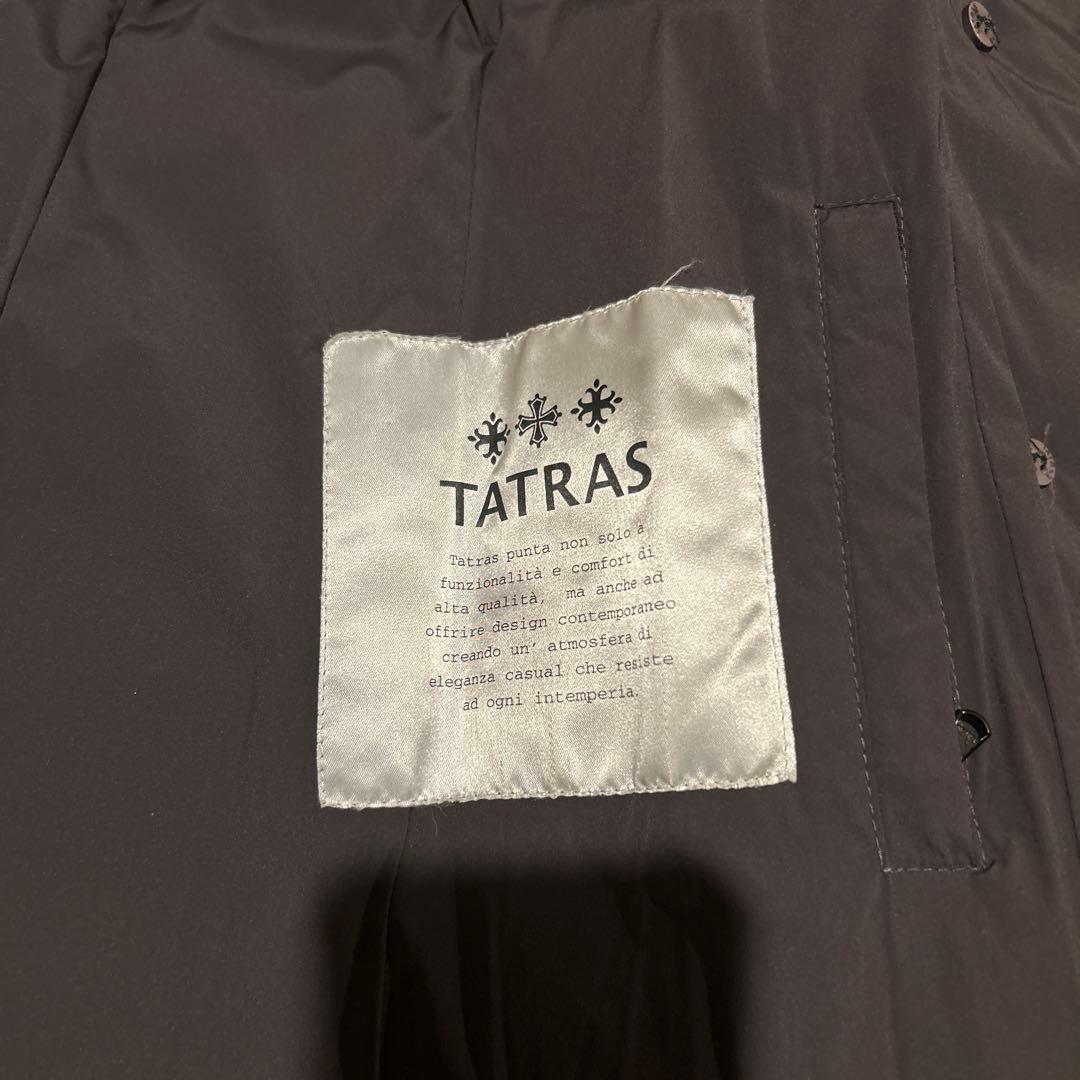 TATRAS
Tatras punta non solo a
funzionalità e comfort di
alta qualità, ma anche ad
offrire design contemporaneo
creando un' atmosfera di
eleganza casual che resiste
ad ogni intemperia.